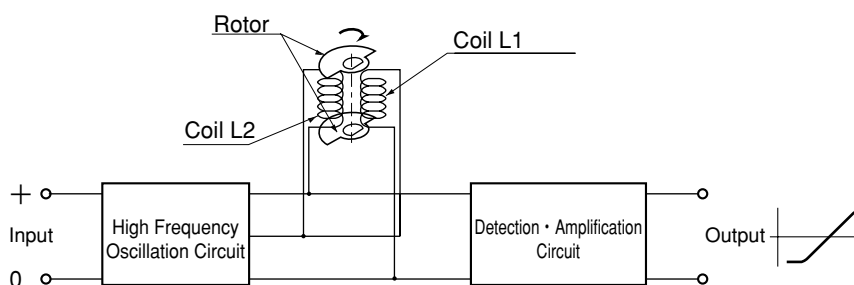 Rotor
Coil L1
Coil L2
+
Input
0
High Frequency
Oscillation Circuit
Detection・Amplification
Circuit
Output